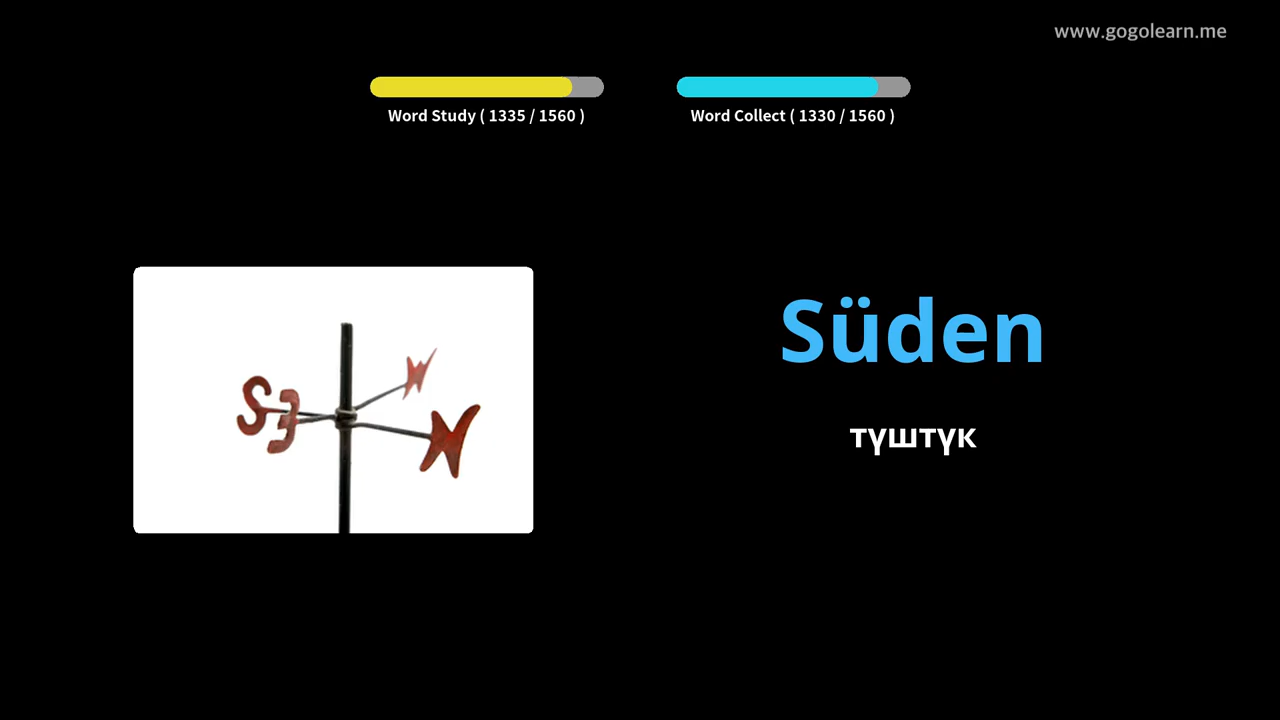 www.gogolearn.me
Word Study ( 1335 / 1560 )
Word Collect ( 1330 / 1560 )
Süden
түштүк
S
E
W
N